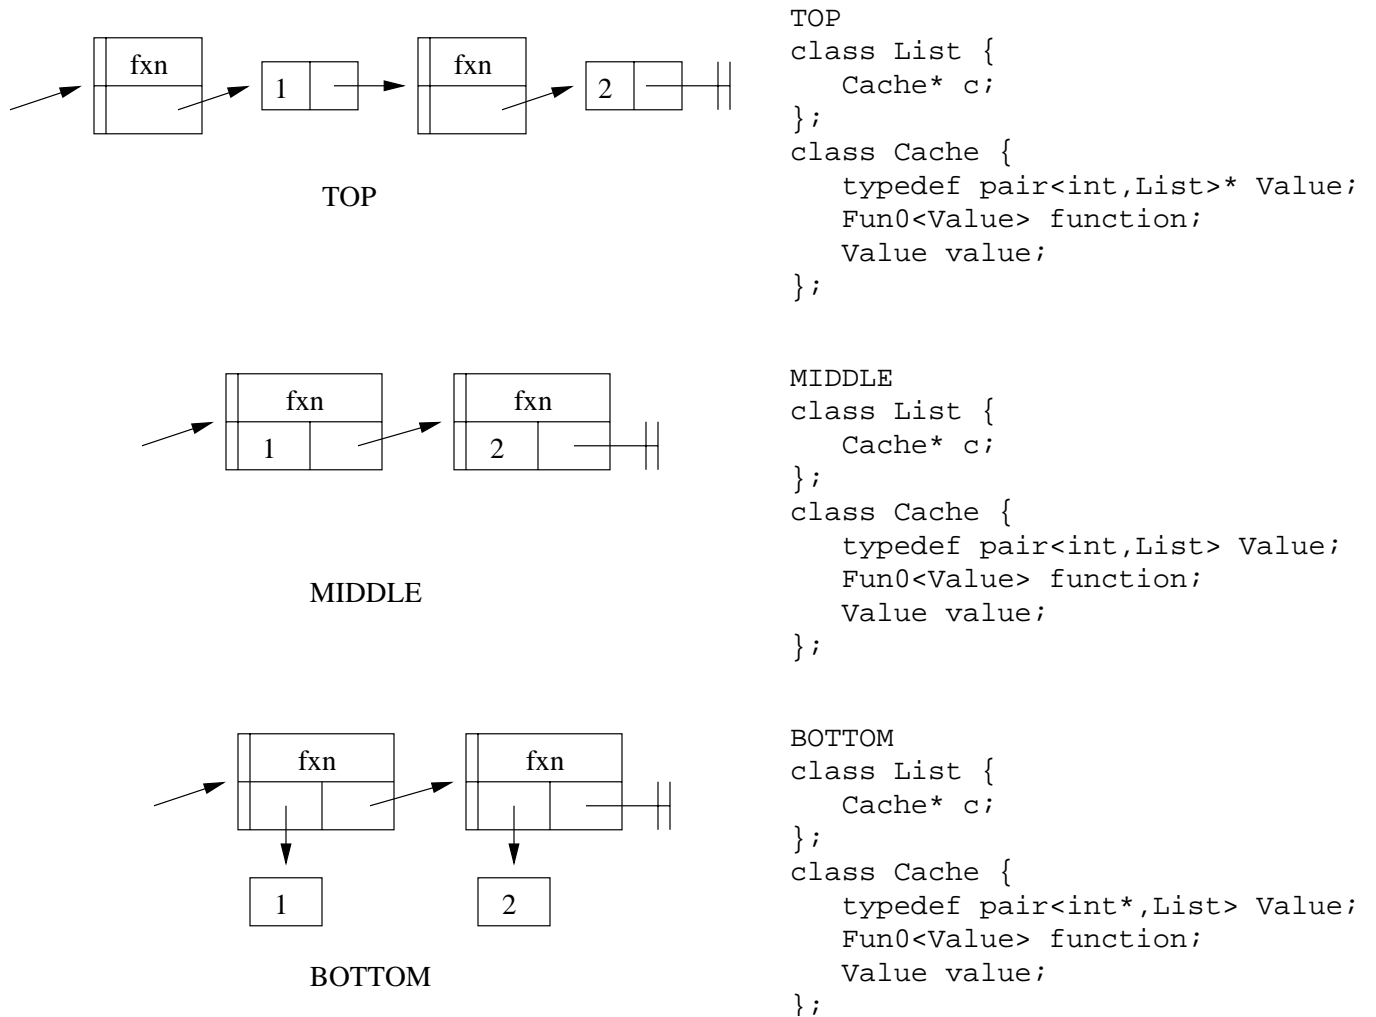 fxn
1
fxn
2
TOP
TOP
class List {
   Cache* c;
};
class Cache {
   typedef pair<int,List>* Value;
   Fun0<Value> function;
   Value value;
};
fxn
1
fxn
2
MIDDLE
MIDDLE
class List {
   Cache* c;
};
class Cache {
   typedef pair<int,List> Value;
   Fun0<Value> function;
   Value value;
};
fxn
fxn
1
2
BOTTOM
BOTTOM
class List {
   Cache* c;
};
class Cache {
   typedef pair<int*,List> Value;
   Fun0<Value> function;
   Value value;
};